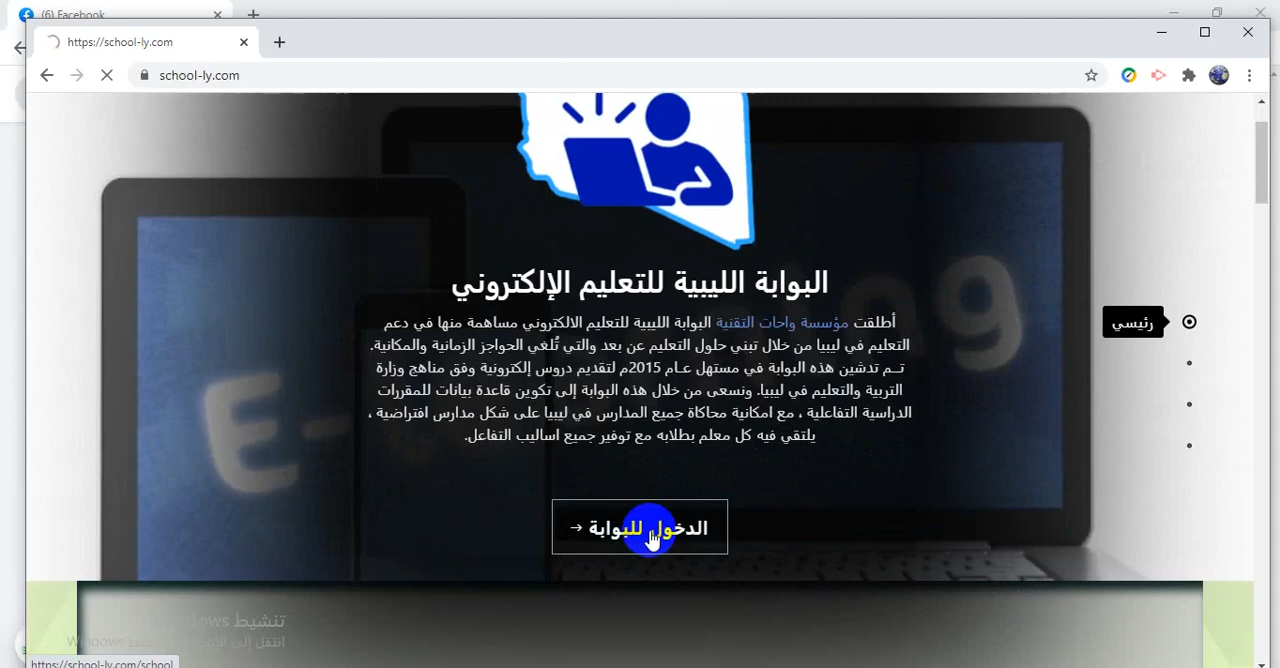 (6) Facebook
https://school-ly.com
school-ly.com
البوابة الليبية للتعليم الإلكتروني
أطلقت مؤسسة واحات التقنية البوابة الليبية للتعليم الالكتروني مساهمة منها في دعم
التعليم في ليبيا من خلال تبني حلول التعليم عن بعد والتي تُلغي الحواجز الزمانية والمكانية.
تــم تدشين هذه البوابة في مستهل عـام 2015م لتقديم دروس إلكترونية وفق مناهج وزارة
التربية والتعليم في ليبيا. ونسعى من خلال هذه البوابة إلى تكوين قاعدة بيانات للمقررات
الدراسية التفاعلية ، مع امكانية محاكاة جميع المدارس في ليبيا على شكل مدارس افتراضية ،
يلتقي فيه كل معلم بطلابه مع توفير جميع اساليب التفاعل.
رئيسي
الدخول للبوابة →
تنشيط Windows
انتقل إلى Windows
https://school-ly.com/school